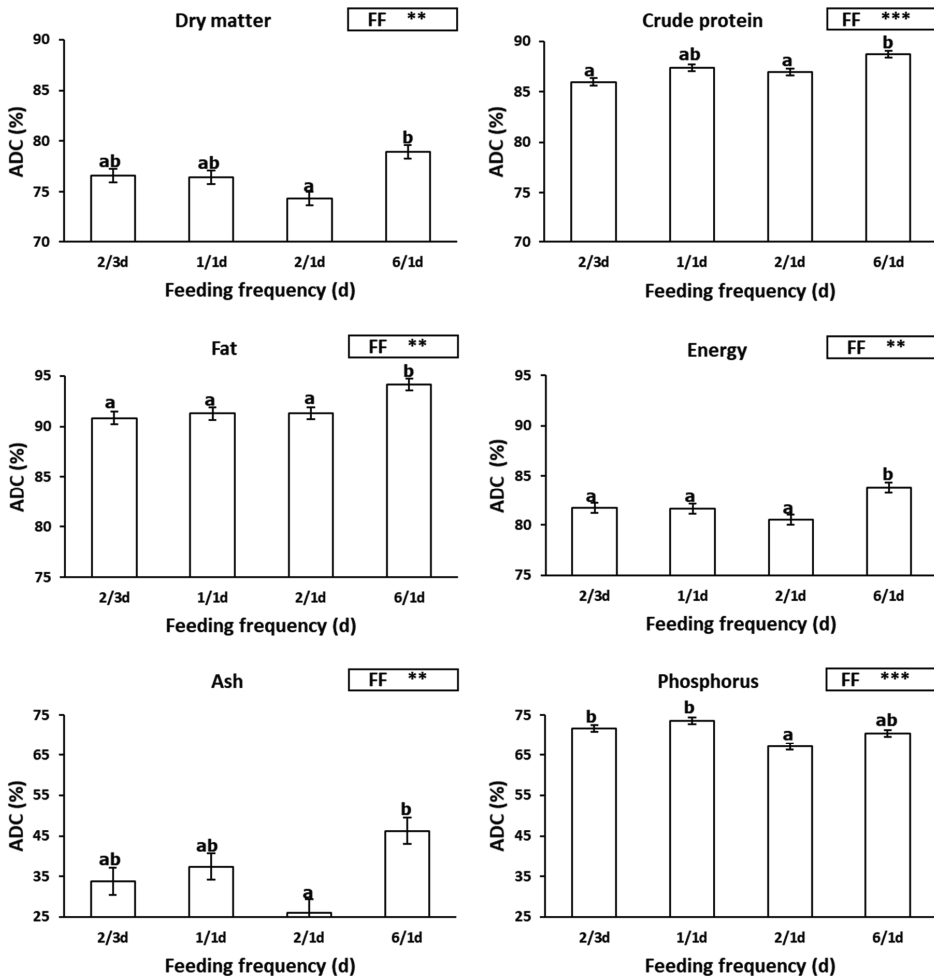 Dry matter
FF **
90
85
80
75
70
ADC (%)
ab
ab
a
b
2/3d 1/1d 2/1d 6/1d
Feeding frequency (d)
Crude protein
FF ***
90
85
80
75
70
ADC (%)
a
ab
a
b
2/3d 1/1d 2/1d 6/1d
Feeding frequency (d)
Fat
FF **
95
90
85
80
75
ADC (%)
a
a
a
b
2/3d 1/1d 2/1d 6/1d
Feeding frequency (d)
Energy
FF **
95
90
85
80
75
ADC (%)
a
a
a
b
2/3d 1/1d 2/1d 6/1d
Feeding frequency (d)
Ash
FF **
75
65
55
45
35
25
ADC (%)
ab
ab
a
b
2/3d 1/1d 2/1d 6/1d
Feeding frequency (d)
Phosphorus
FF ***
75
65
55
45
35
25
ADC (%)
b
b
a
ab
2/3d 1/1d 2/1d 6/1d
Feeding frequency (d)